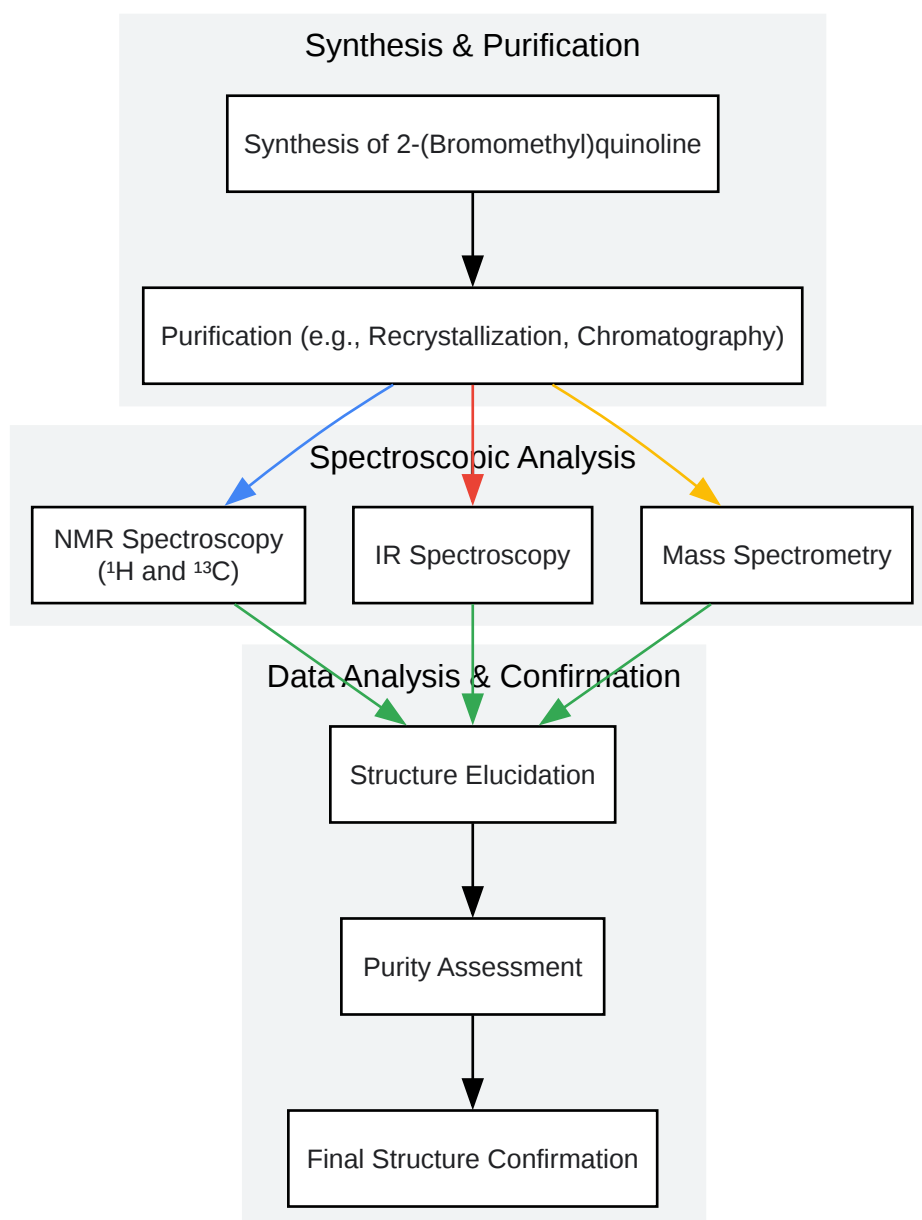 Synthesis & Purification
Synthesis of 2-(Bromomethyl)quinoline
Purification (e.g., Recrystallization, Chromatography)
Spectroscopic Analysis
NMR Spectroscopy
(¹H and ¹³C)
IR Spectroscopy
Mass Spectrometry
Data Analysis & Confirmation
Structure Elucidation
Purity Assessment
Final Structure Confirmation